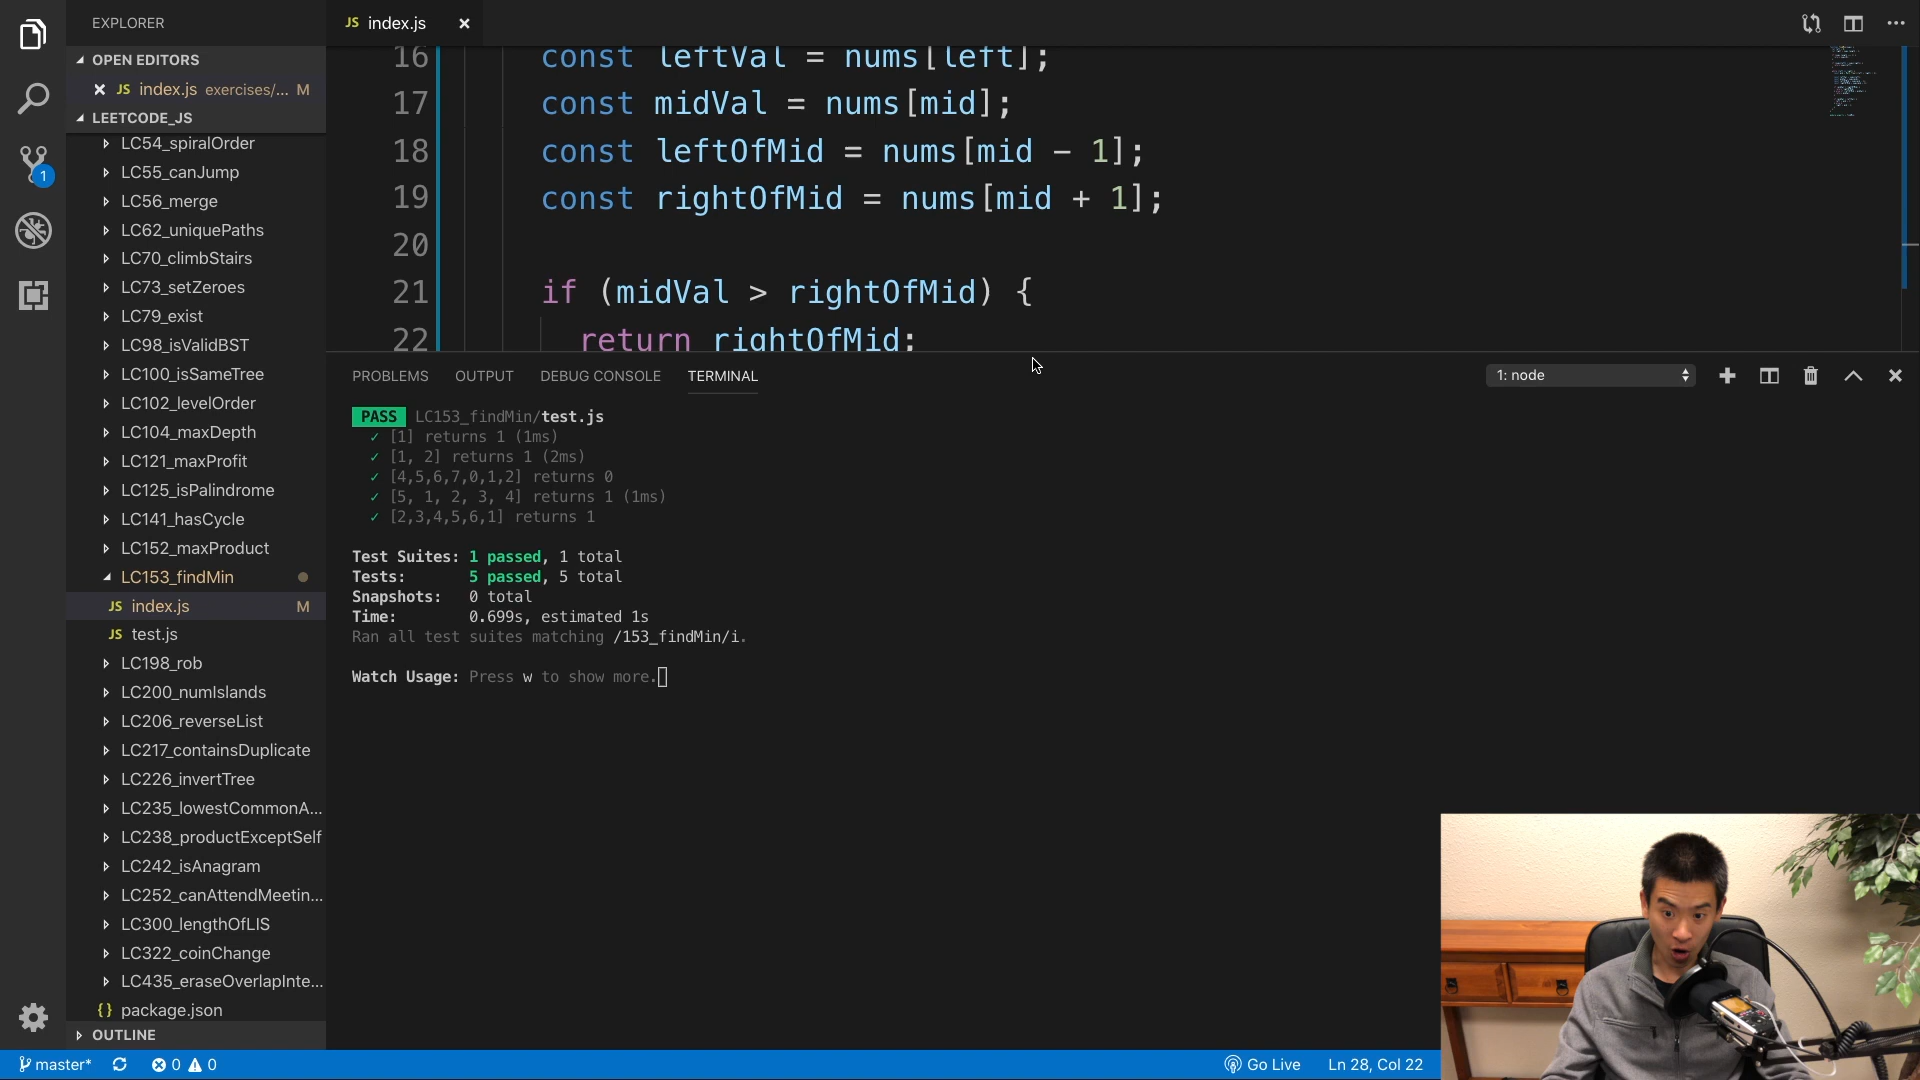 EXPLORER
OPEN EDITORS
JS index.js exercises/... M
LEETCODE_JS
LC54_spiralOrder
LC55_canJump
LC56_merge
LC62_uniquePaths
LC70_climbStairs
LC73_setZeroes
LC79_exist
LC98_isValidBST
LC100_isSameTree
LC102_levelOrder
LC104_maxDepth
LC121_maxProfit
LC125_isPalindrome
LC141_hasCycle
LC152_maxProduct
LC153_findMin
JS index.js M
JS test.js
LC198_rob
LC200_numIslands
LC206_reverseList
LC217_containsDuplicate
LC226_invertTree
LC235_lowestCommonA...
LC238_productExceptSelf
LC242_isAnagram
LC252_canAttendMeetin...
LC300_lengthOfLIS
LC322_coinChange
LC435_eraseOverlapInte...
{} package.json
OUTLINE
1
JS index.js
16 const leftVal = nums[left];
17 const midVal = nums[mid];
18 const leftOfMid = nums[mid - 1];
19 const rightOfMid = nums[mid + 1];
20
21 if (midVal > rightOfMid) {
22 return rightOfMid;
PROBLEMS OUTPUT DEBUG CONSOLE TERMINAL 1: node
PASS LC153_findMin/test.js
✓ [1] returns 1 (1ms)
✓ [1, 2] returns 1 (2ms)
✓ [4,5,6,7,0,1,2] returns 0
✓ [5, 1, 2, 3, 4] returns 1 (1ms)
✓ [2,3,4,5,6,1] returns 1
Test Suites: 1 passed, 1 total
Tests: 5 passed, 5 total
Snapshots: 0 total
Time: 0.699s, estimated 1s
Ran all test suites matching /153_findMin/i.
Watch Usage: Press w to show more.
master* 0 0 Go Live Ln 28, Col 22